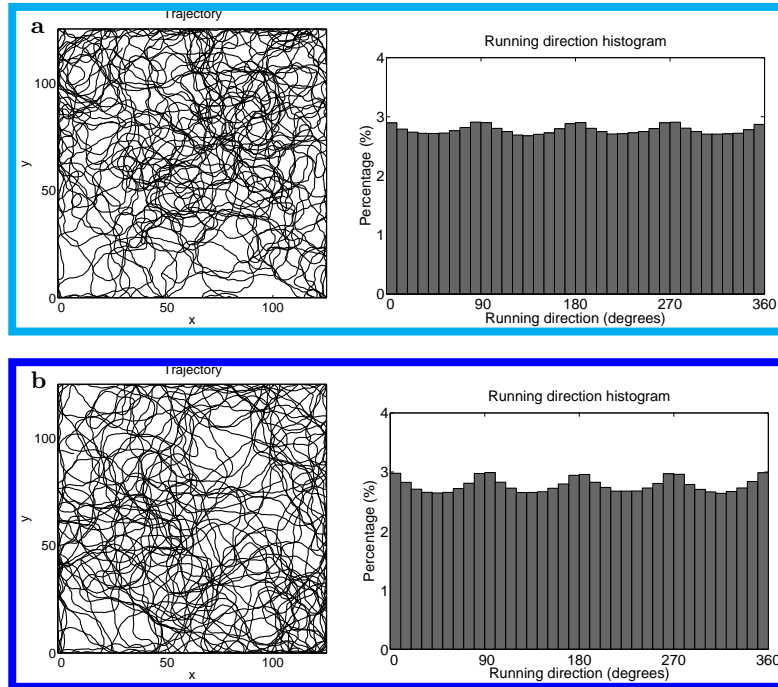 a
Trajectory
100
50
0
y
0 50 100
x
Running direction histogram
4
3
2
1
0
Percentage (%)
0 90 180 270 360
Running direction (degrees)
b
Trajectory
100
50
0
y
0 50 100
x
Running direction histogram
4
3
2
1
0
Percentage (%)
0 90 180 270 360
Running direction (degrees)